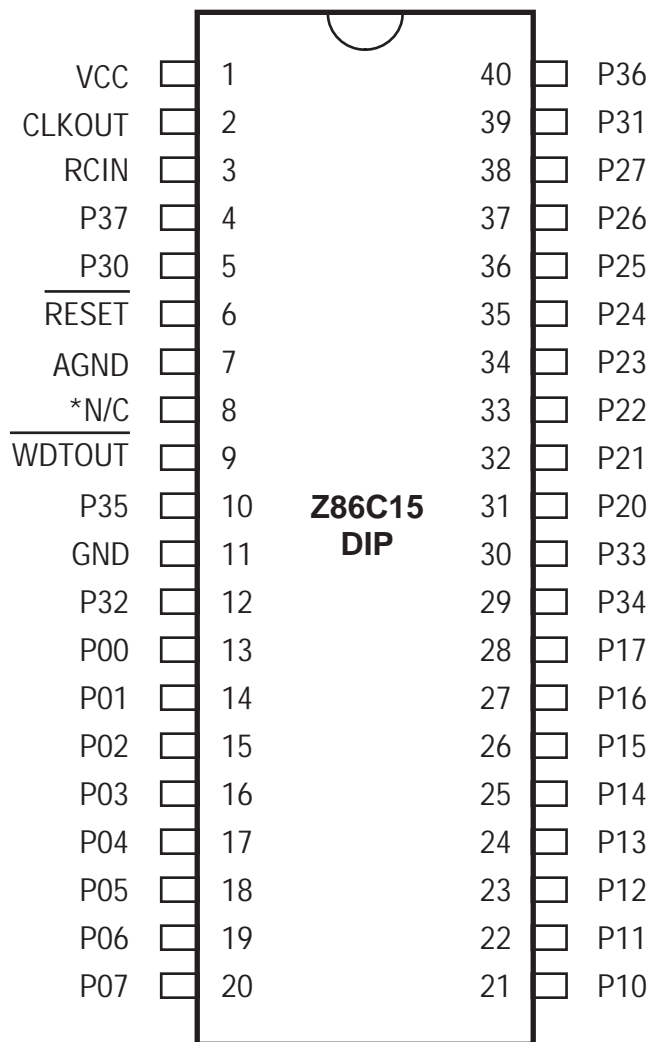 VCC 1 40 P36
CLKOUT 2 39 P31
RCIN 3 38 P27
P37 4 37 P26
P30 5 36 P25
RESET 6 35 P24
AGND 7 34 P23
*N/C 8 33 P22
WDTOUT 9 32 P21
P35 10 Z86C15 31 P20
GND 11 DIP 30 P33
P32 12 29 P34
P00 13 28 P17
P01 14 27 P16
P02 15 26 P15
P03 16 25 P14
P04 17 24 P13
P05 18 23 P12
P06 19 22 P11
P07 20 21 P10